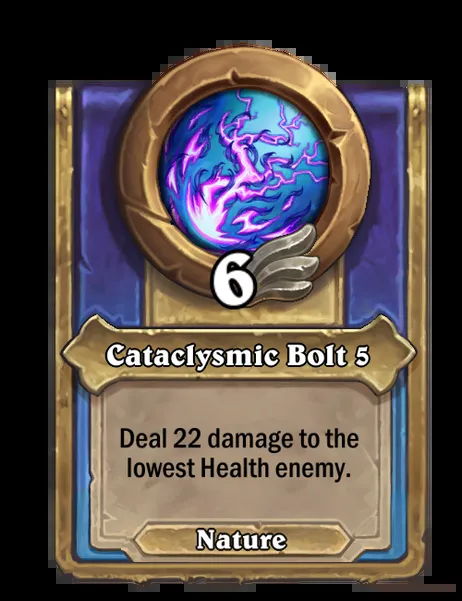 6
Cataclysmic Bolt 5
Deal 22 damage to the
lowest Health enemy.
Nature